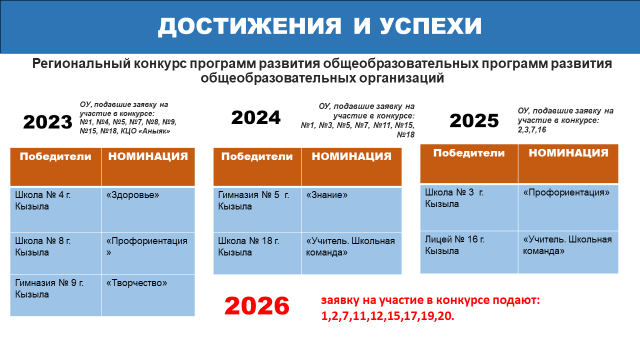 ДОСТИЖЕНИЯ И УСПЕХИ
Региональный конкурс программ развития общеобразовательных программ развития
общеобразовательных организаций
2023
ОУ, подавшие заявку на
участие в конкурсе:
№1, №4, №5, №7, №8, №9,
№15, №18, КЦО «Аныяк»
Победители НОМИНАЦИЯ
Школа № 4 г. «Здоровье»
Кызыла
Школа № 8 г. «Профориентация
Кызыла »
Гимназия № 9 г. «Творчество»
Кызыла
2024
ОУ, подавшие заявку на
участие в конкурсе:
№1, №3, №5, №7, №11, №15,
№18
Победители НОМИНАЦИЯ
Гимназия № 5 г. «Знание»
Кызыла
Школа № 18 г. «Учитель. Школьная
Кызыла команда»
2025
ОУ, подавшие заявку на
участие в конкурсе:
2,3,7,16
Победители НОМИНАЦИЯ
Школа № 3 г. «Профориентация»
Кызыла
Лицей № 16 г. «Учитель. Школьная
Кызыла команда»
2026
заявку на участие в конкурсе подают:
1,2,7,11,12,15,17,19,20.